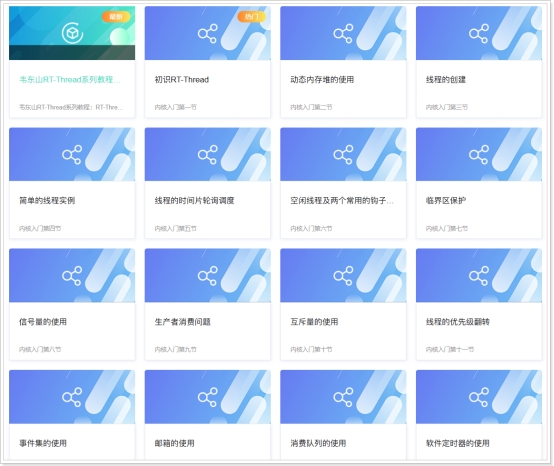 最新
热门
韦东山RT-Thread系列教程...
初识RT-Thread
动态内存堆的使用
线程的创建
韦东山RT-Thread系列教程：RT-Thre...
内核入门第一节
内核入门第二节
内核入门第三节
简单的线程实例
线程的时间片轮询调度
空闲线程及两个常用的钩子...
临界区保护
内核入门第四节
内核入门第五节
内核入门第六节
内核入门第七节
信号量的使用
生产者消费问题
互斥量的使用
线程的优先级翻转
内核入门第八节
内核入门第九节
内核入门第十节
内核入门第十一节
事件集的使用
邮箱的使用
消费队列的使用
软件定时器的使用